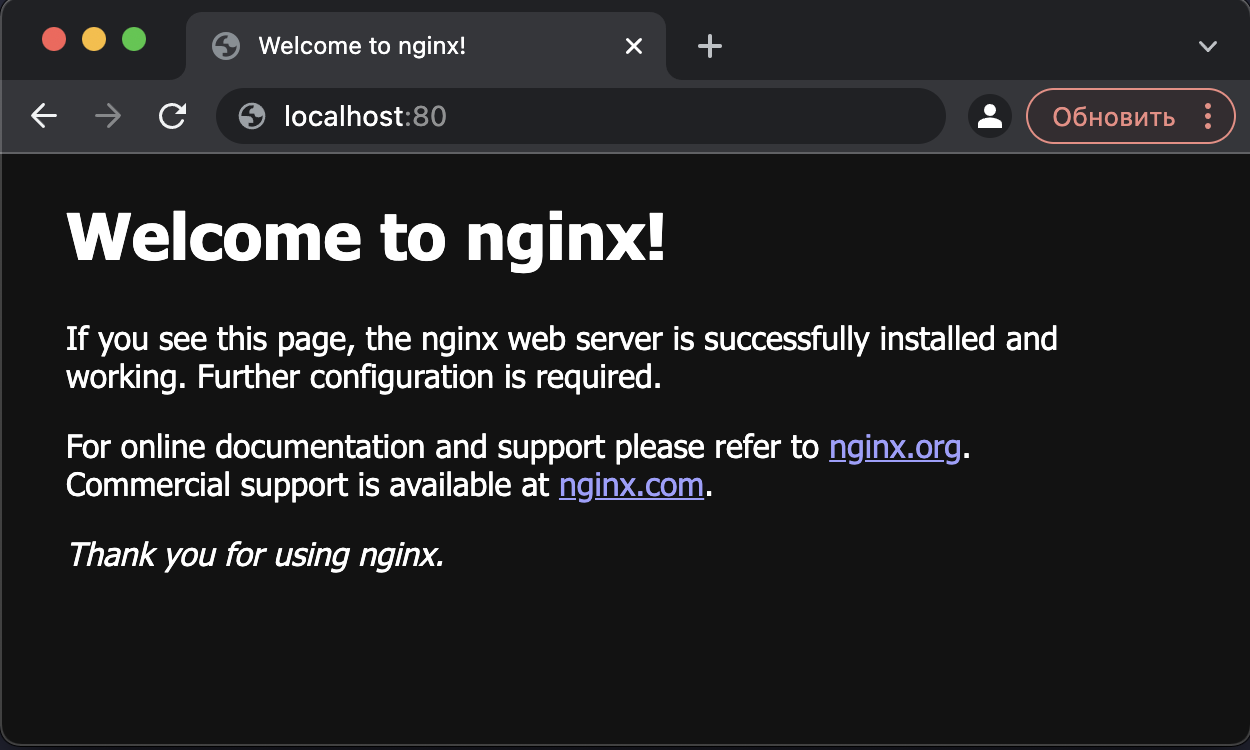 Welcome to nginx!
localhost:80
Обновить
Welcome to nginx!
If you see this page, the nginx web server is successfully installed and
working. Further configuration is required.
For online documentation and support please refer to nginx.org.
Commercial support is available at nginx.com.
Thank you for using nginx.